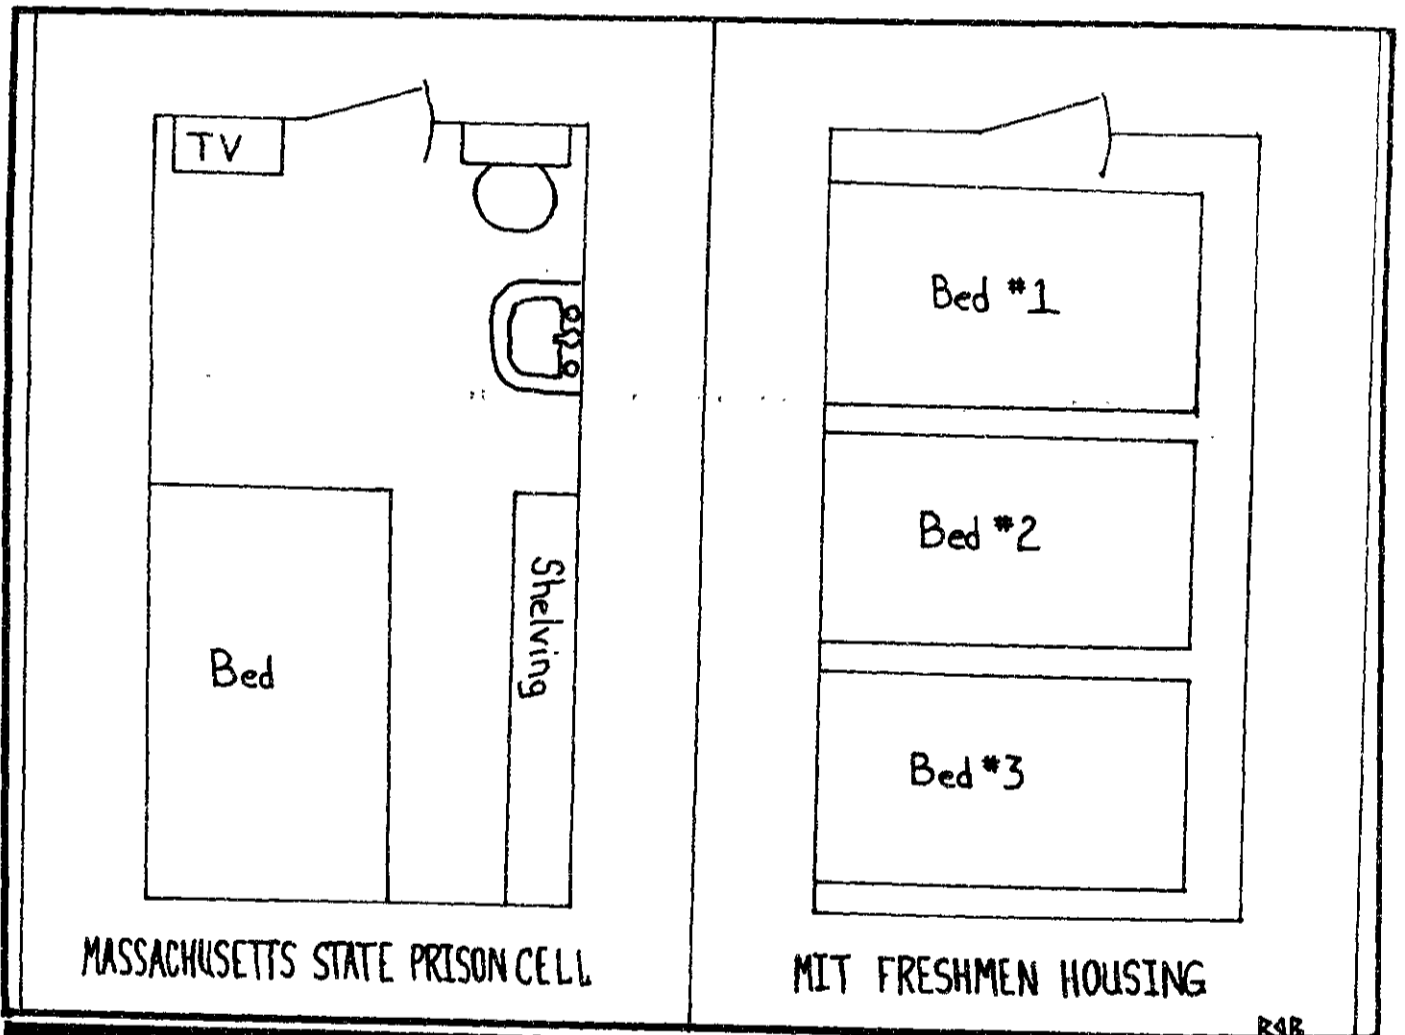 TV
Bed
Shelving
MASSACHUSETTS STATE PRISON CELL
Bed #1
Bed #2
Bed #3
MIT FRESHMEN HOUSING